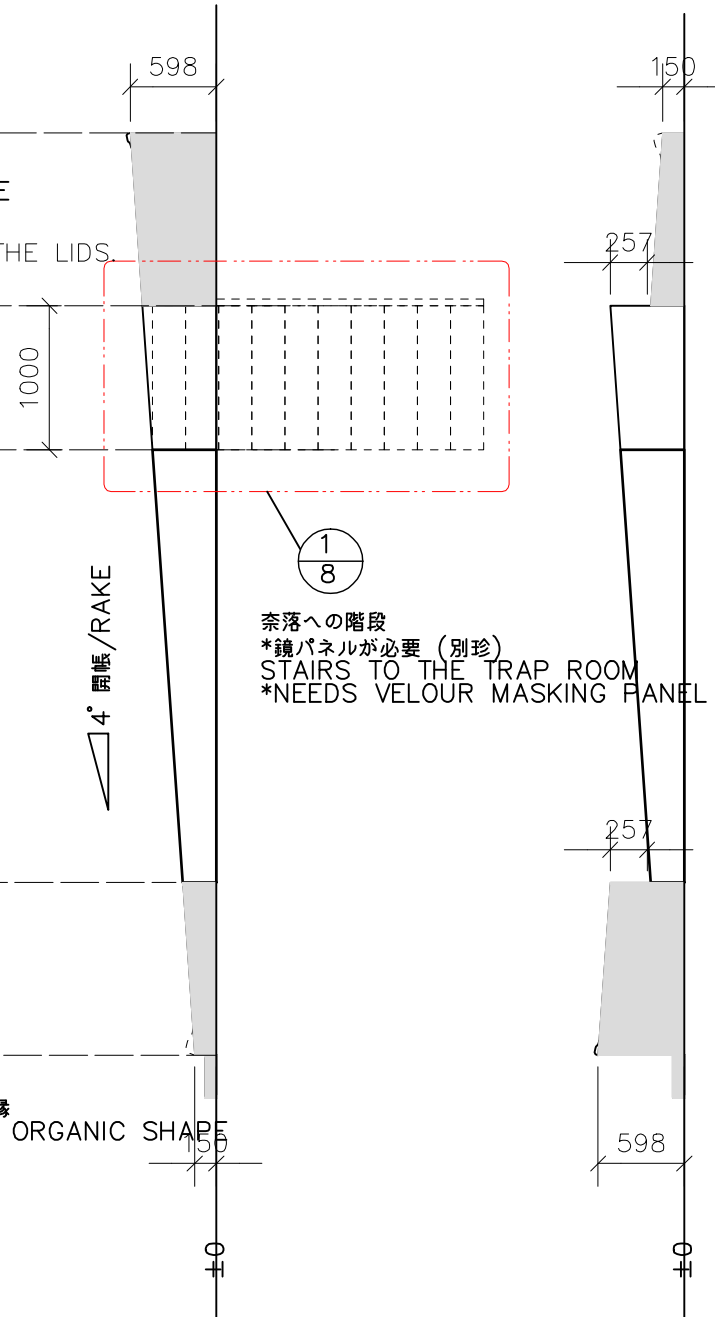 598
150
THE LIDS.
257
1000
1
8
奈落への階段
*鏡パネルが必要 (別珍)
STAIRS TO THE TRAP ROOM
*NEEDS VELOUR MASKING PANEL
4° 開帳/RAKE
257
ORGANIC SHAPE
150
598
±0
±0